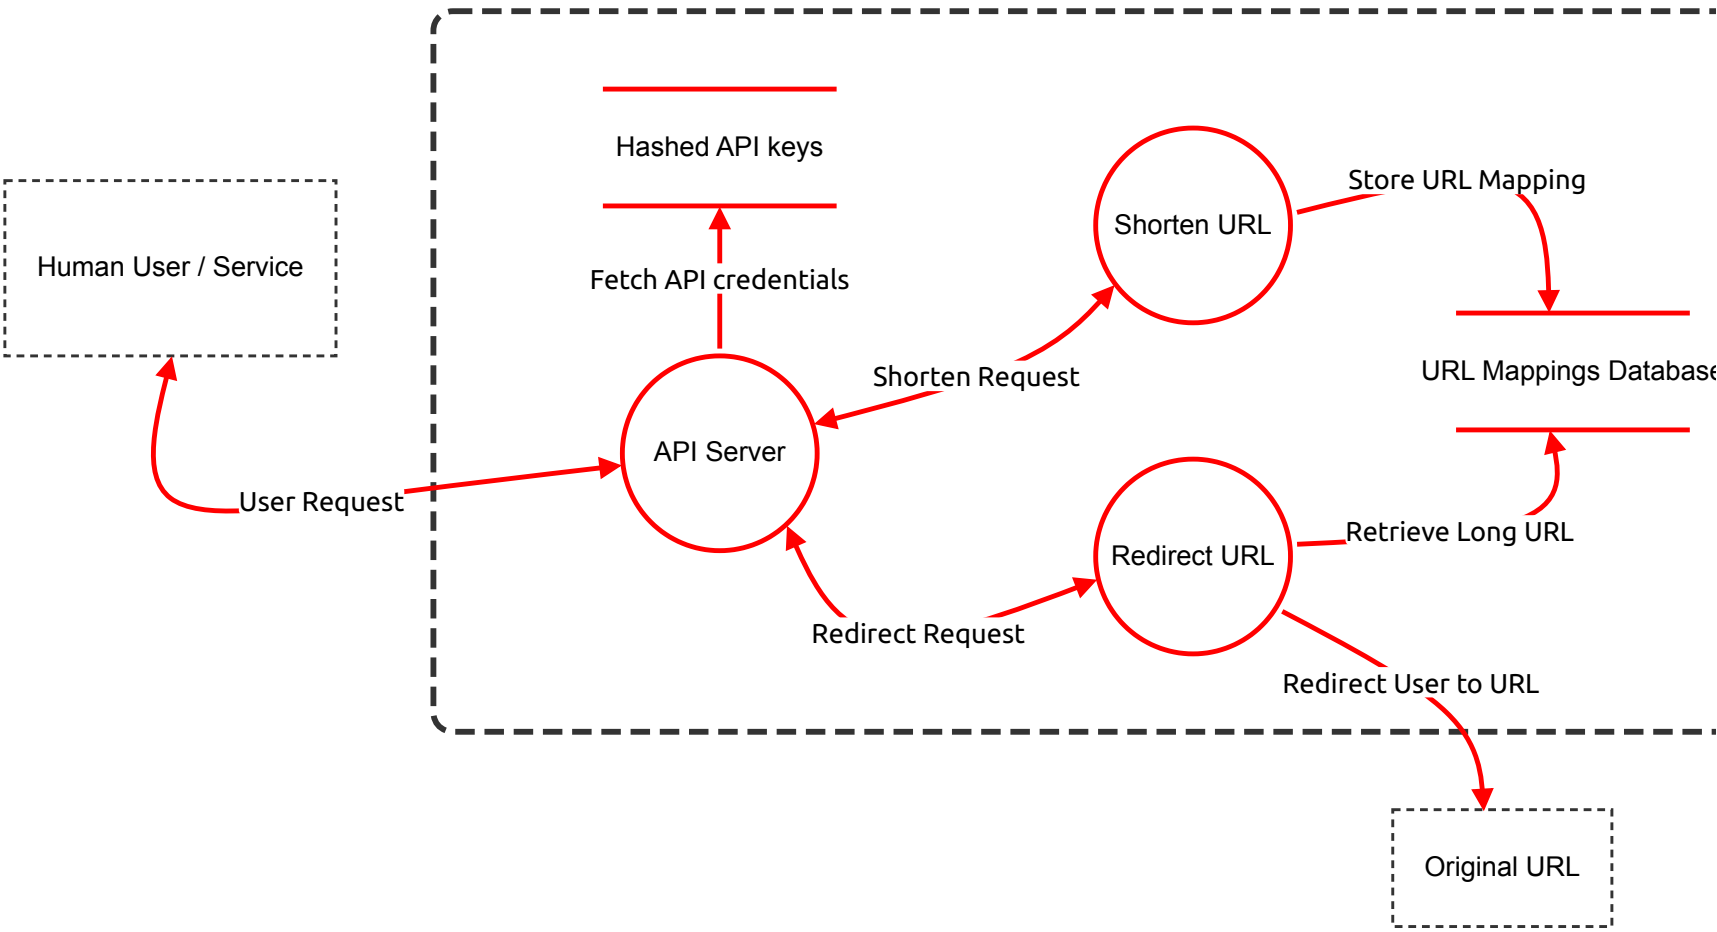 Hashed API keys
Human User / Service
Fetch API credentials
Shorten URL
Store URL Mapping
Shorten Request
API Server
URL Mappings Database
User Request
Redirect URL
Retrieve Long URL
Redirect Request
Redirect User to URL
Original URL